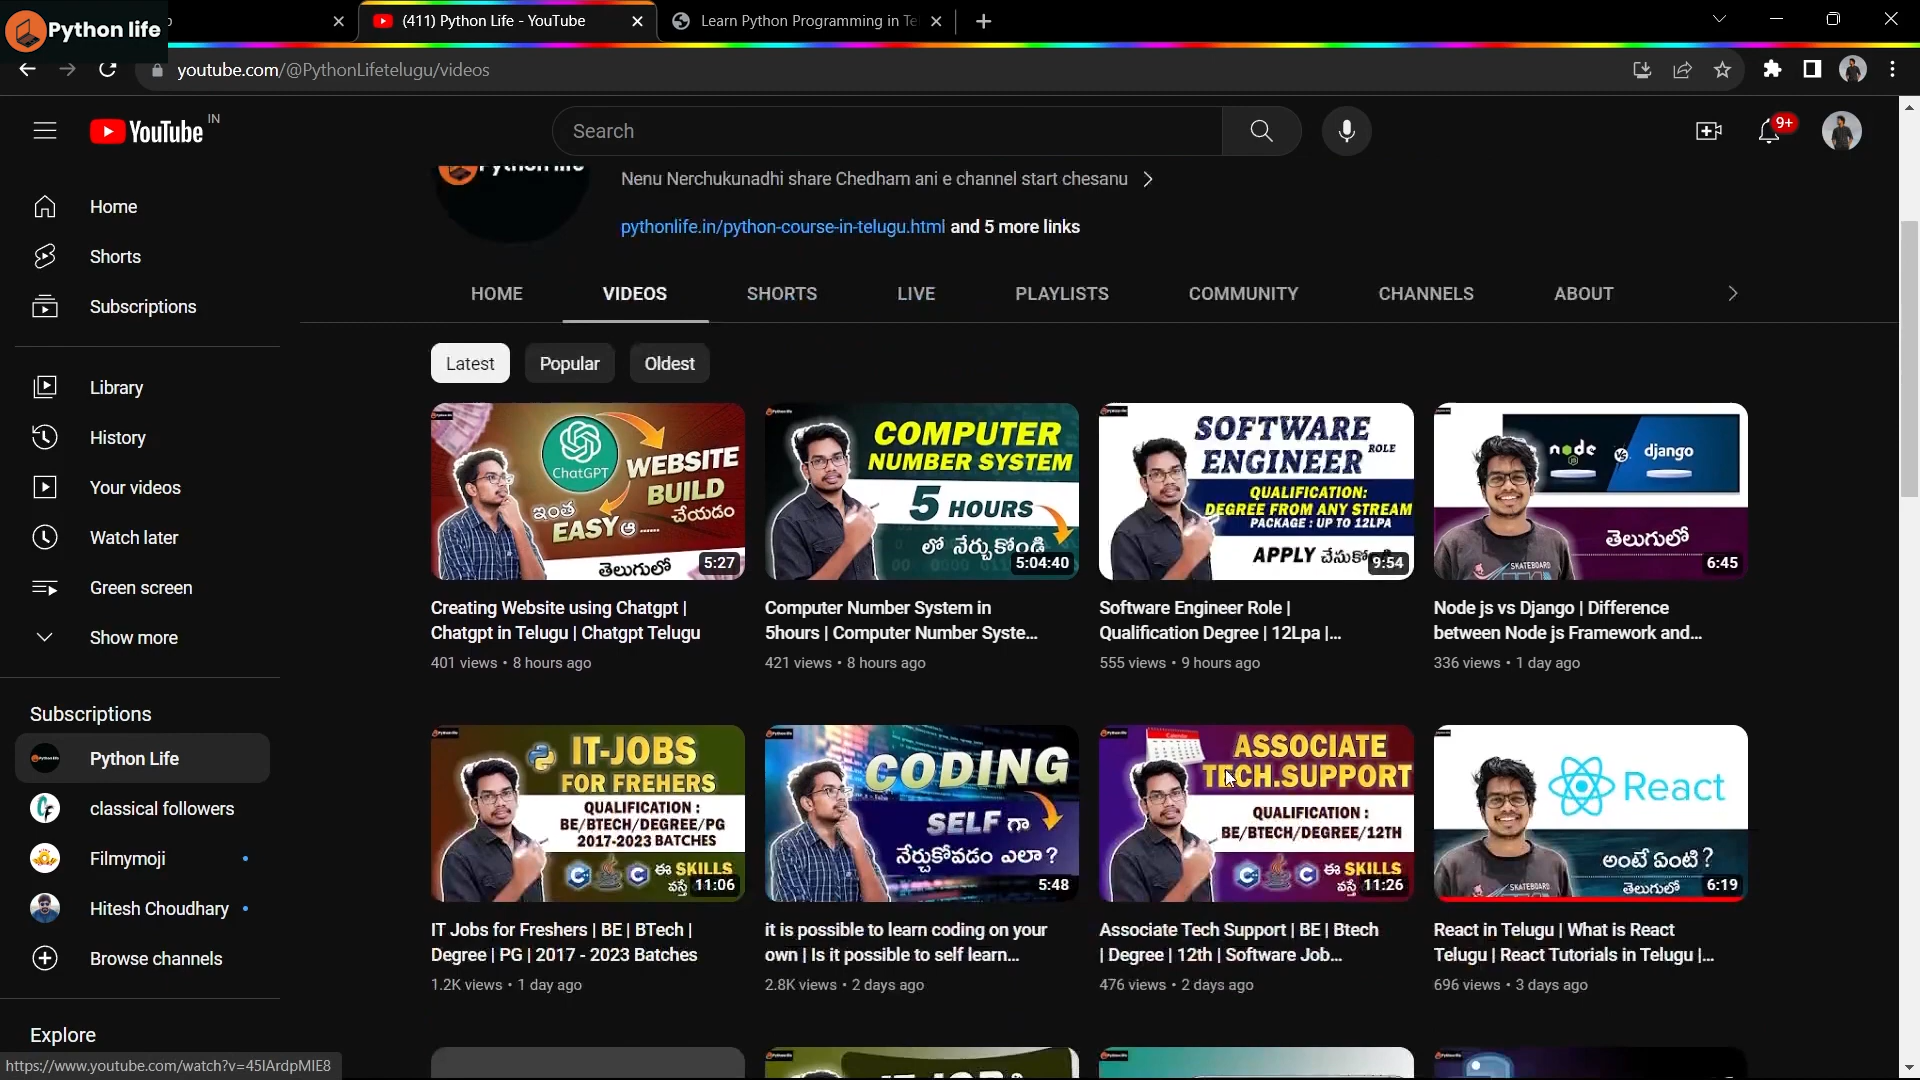 Python life
(411) Python Life - YouTube
Learn Python Programming in Te
youtube.com/@PythonLifetelugu/videos
YouTube IN
Search
9+
Python life
Nenu Nerchukunadhi share Chedham ani e channel start chesanu
pythonlife.in/python-course-in-telugu.html and 5 more links
HOME VIDEOS SHORTS LIVE PLAYLISTS COMMUNITY CHANNELS ABOUT
Latest Popular Oldest
Home
Shorts
Subscriptions
Library
History
Your videos
Watch later
Green screen
Show more
Subscriptions
Python Life
classical followers
Filmymoji
Hitesh Choudhary
Browse channels
Explore
ChatGPT
WEBSITE
BUILD
చేయడం
ఇంత
EASYఆ......
తెలుగులో
5:27
Creating Website using Chatgpt |
Chatgpt in Telugu | Chatgpt Telugu
401 views • 8 hours ago
COMPUTER
NUMBER SYSTEM
5 HOURS
లో నేర్చుకోండి
5:04:40
Computer Number System in
5hours | Computer Number Syste...
421 views • 8 hours ago
SOFTWARE
ENGINEER ROLE
QUALIFICATION:
DEGREE FROM ANY STREAM
PACKAGE : UP TO 12LPA
APPLY
9:54
Software Engineer Role |
Qualification Degree | 12Lpa |...
555 views • 9 hours ago
node vs django
తెలుగులో
SKATEBOARD
6:45
Node js vs Django | Difference
between Node js Framework and...
336 views • 1 day ago
IT-JOBS
FOR FREHERS
QUALIFICATION :
BE/BTECH/DEGREE/PG
2017-2023 BATCHES
ఈ SKILLS
వస్తే 11:06
IT Jobs for Freshers | BE | BTech |
Degree | PG | 2017 - 2023 Batches
1.2K views • 1 day ago
CODING
SELF గా
నేర్చుకోవడం ఎలా?
5:48
it is possible to learn coding on your
own | Is it possible to self learn...
2.8K views • 2 days ago
Calendar
ASSOCIATE
TECH.SUPPORT
QUALIFICATION :
BE/BTECH/DEGREE/12TH
ఈ SKILLS
వస్తే 11:26
Associate Tech Support | BE | Btech
| Degree | 12th | Software Job...
476 views • 2 days ago
React
అంటే ఏంటి?
తెలుగులో
SKATEBOARD
6:19
React in Telugu | What is React
Telugu | React Tutorials in Telugu |...
696 views • 3 days ago
https://www.youtube.com/watch?v=45lArdpMlE8